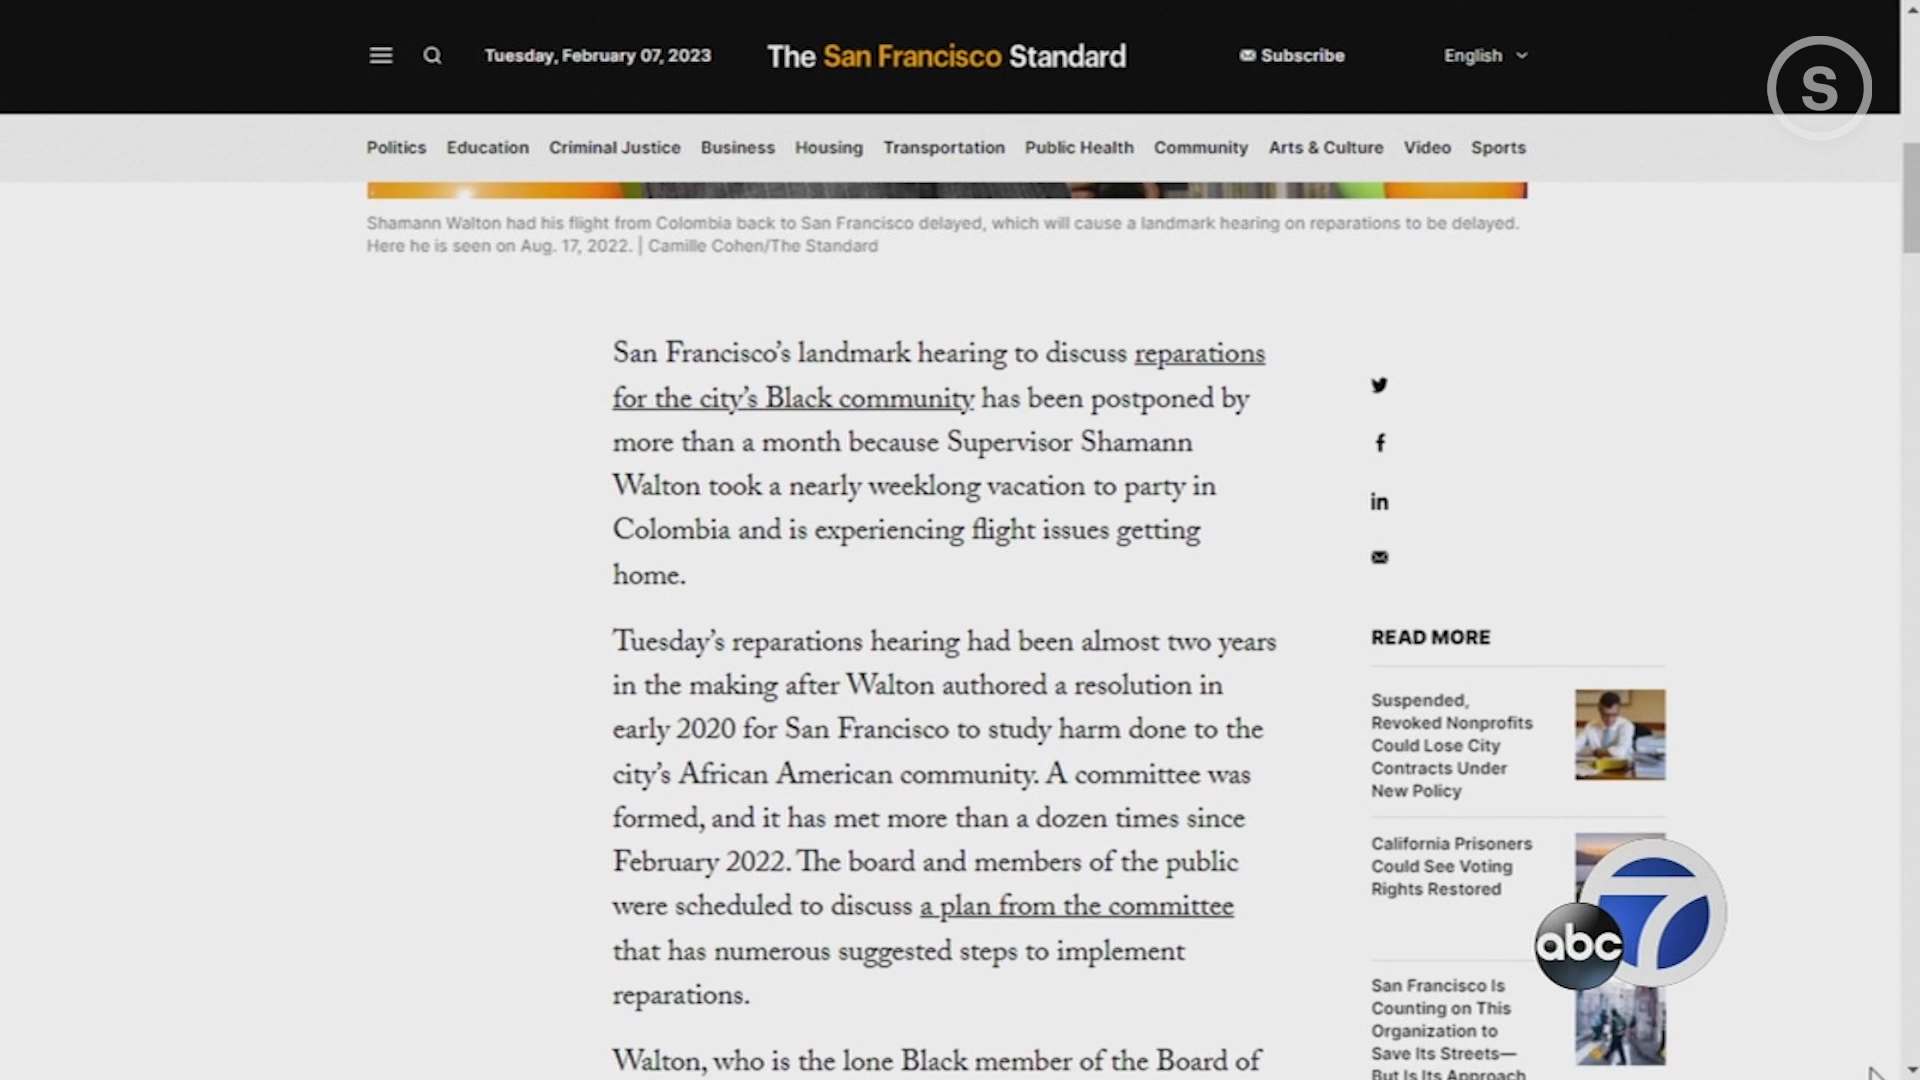 Tuesday, February 07, 2023
The San Francisco Standard
Subscribe
English
S
Politics Education Criminal Justice Business Housing Transportation Public Health Community Arts & Culture Video Sports
Shamann Walton had his flight from Colombia back to San Francisco delayed, which will cause a landmark hearing on reparations to be delayed.
Here he is seen on Aug. 17, 2022. | Camille Cohen/The Standard
San Francisco’s landmark hearing to discuss reparations
for the city’s Black community has been postponed by
more than a month because Supervisor Shamann
Walton took a nearly weeklong vacation to party in
Colombia and is experiencing flight issues getting
home.
Tuesday’s reparations hearing had been almost two years
in the making after Walton authored a resolution in
early 2020 for San Francisco to study harm done to the
city’s African American community. A committee was
formed, and it has met more than a dozen times since
February 2022. The board and members of the public
were scheduled to discuss a plan from the committee
that has numerous suggested steps to implement
reparations.
Walton, who is the lone Black member of the Board of
f
in
READ MORE
Suspended,
Revoked Nonprofits
Could Lose City
Contracts Under
New Policy
California Prisoners
Could See Voting
Rights Restored
San Francisco Is
Counting on This
Organization to
Save Its Streets—
But Is Its Approach
abc 7